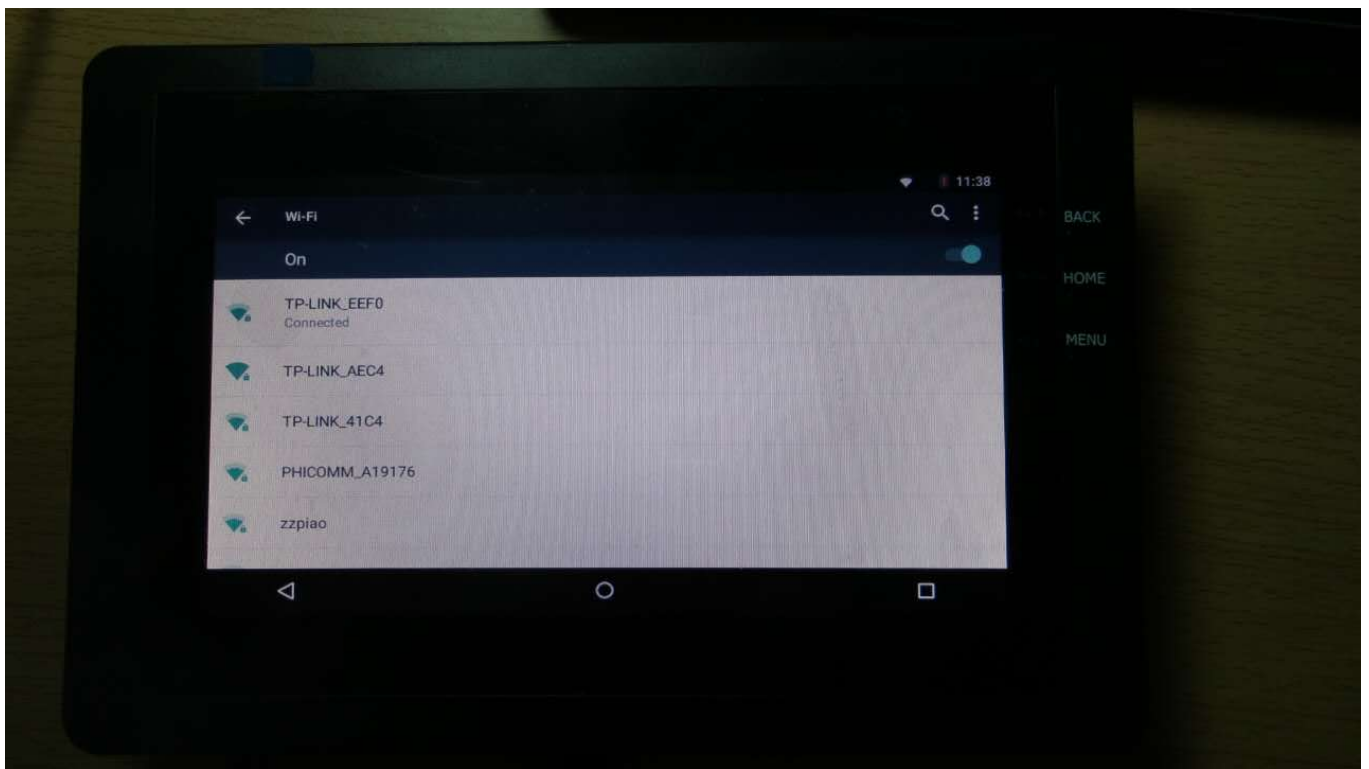 11:38
Wi-Fi
On
TP-LINK_EEF0
Connected
TP-LINK_AEC4
TP-LINK_41C4
PHICOMM_A19176
zzpiao
BACK
HOME
MENU